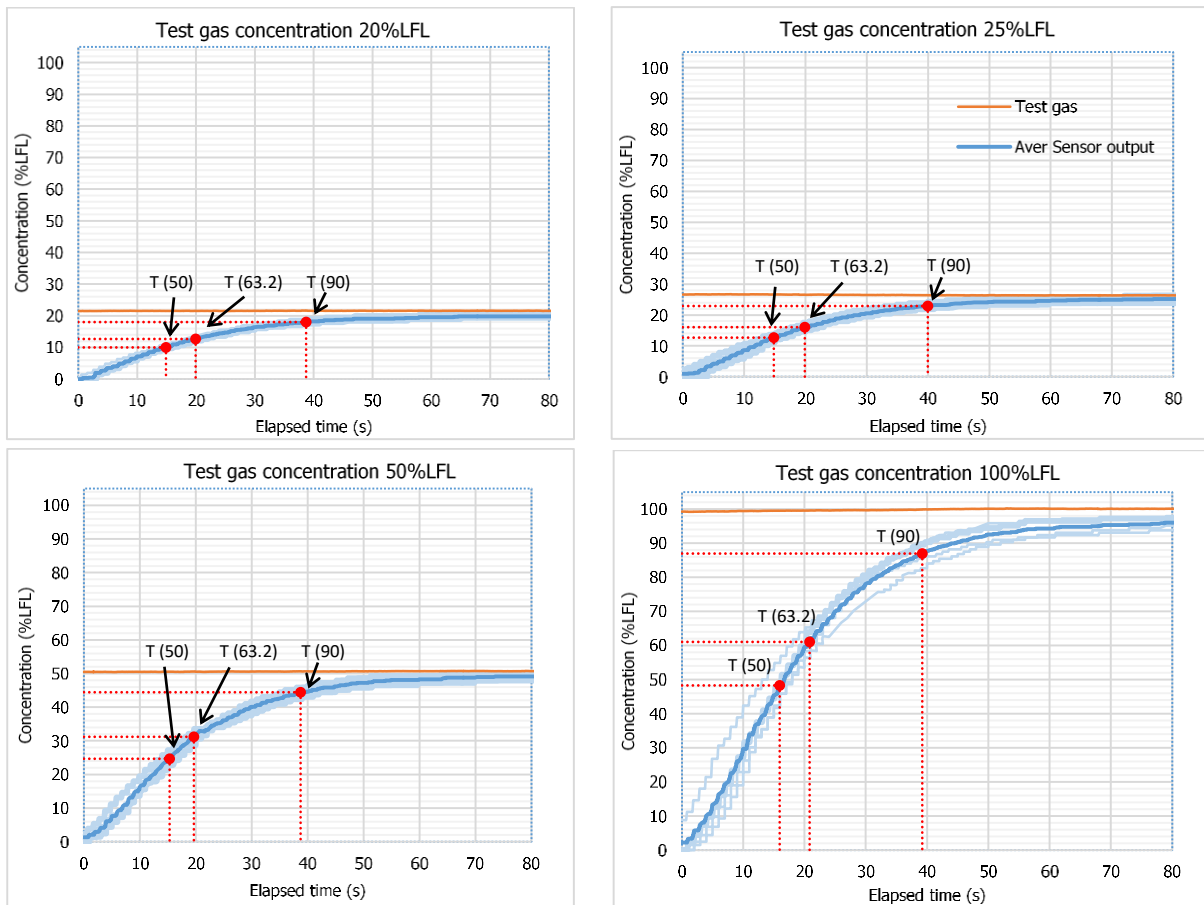 Test gas concentration 20%LFL
Concentration (%LFL)
100
90
80
70
60
50
40
30
20
10
0
T (50)
T (63.2)
T (90)
0 10 20 30 40 50 60 70 80
Elapsed time (s)
Test gas concentration 25%LFL
Concentration (%LFL)
100
90
80
70
60
50
40
30
20
10
0
Test gas
Aver Sensor output
T (50)
T (63.2)
T (90)
0 10 20 30 40 50 60 70 80
Elapsed time (s)
Test gas concentration 50%LFL
Concentration (%LFL)
100
90
80
70
60
50
40
30
20
10
0
T (50)
T (63.2)
T (90)
0 10 20 30 40 50 60 70 80
Elapsed time (s)
Test gas concentration 100%LFL
Concentration (%LFL)
100
90
80
70
60
50
40
30
20
10
0
T (90)
T (63.2)
T (50)
0 10 20 30 40 50 60 70 80
Elapsed time (s)